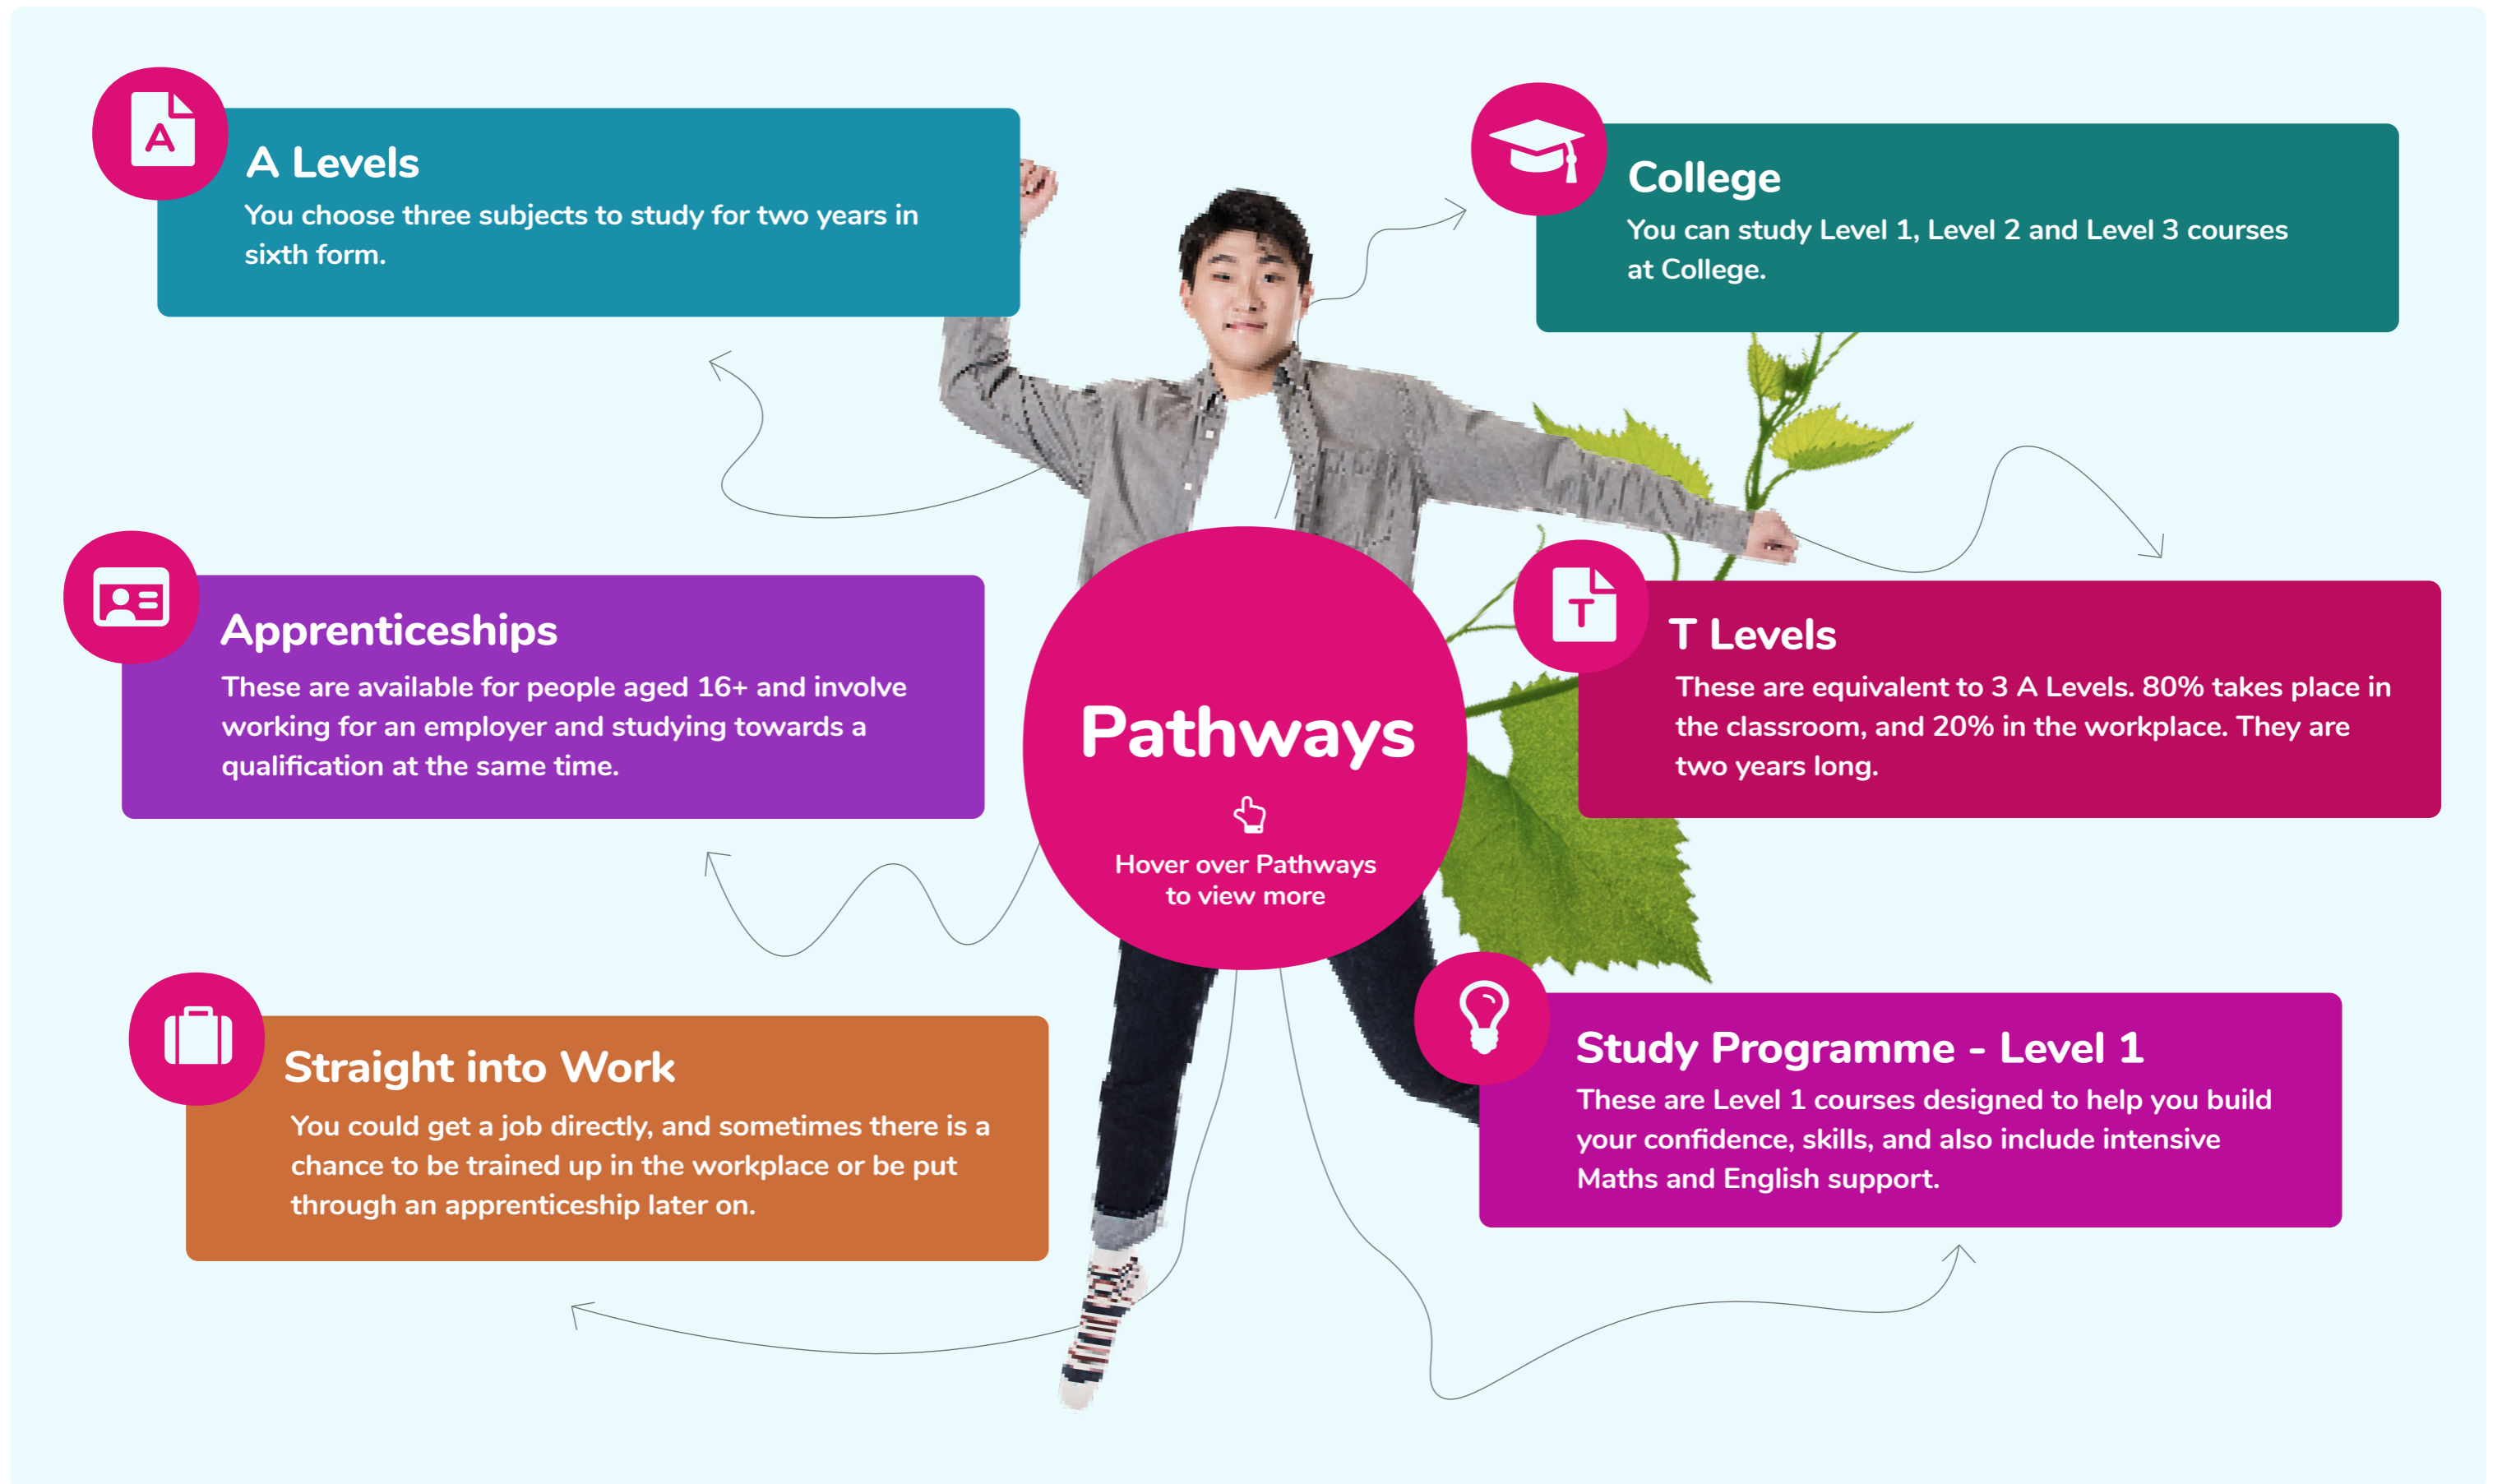 A
A Levels
You choose three subjects to study for two years in
sixth form.
College
You can study Level 1, Level 2 and Level 3 courses
at College.
Apprenticeships
These are available for people aged 16+ and involve
working for an employer and studying towards a
qualification at the same time.
Pathways
Hover over Pathways
to view more
T
T Levels
These are equivalent to 3 A Levels. 80% takes place in
the classroom, and 20% in the workplace. They are
two years long.
Straight into Work
You could get a job directly, and sometimes there is a
chance to be trained up in the workplace or be put
through an apprenticeship later on.
Study Programme - Level 1
These are Level 1 courses designed to help you build
your confidence, skills, and also include intensive
Maths and English support.